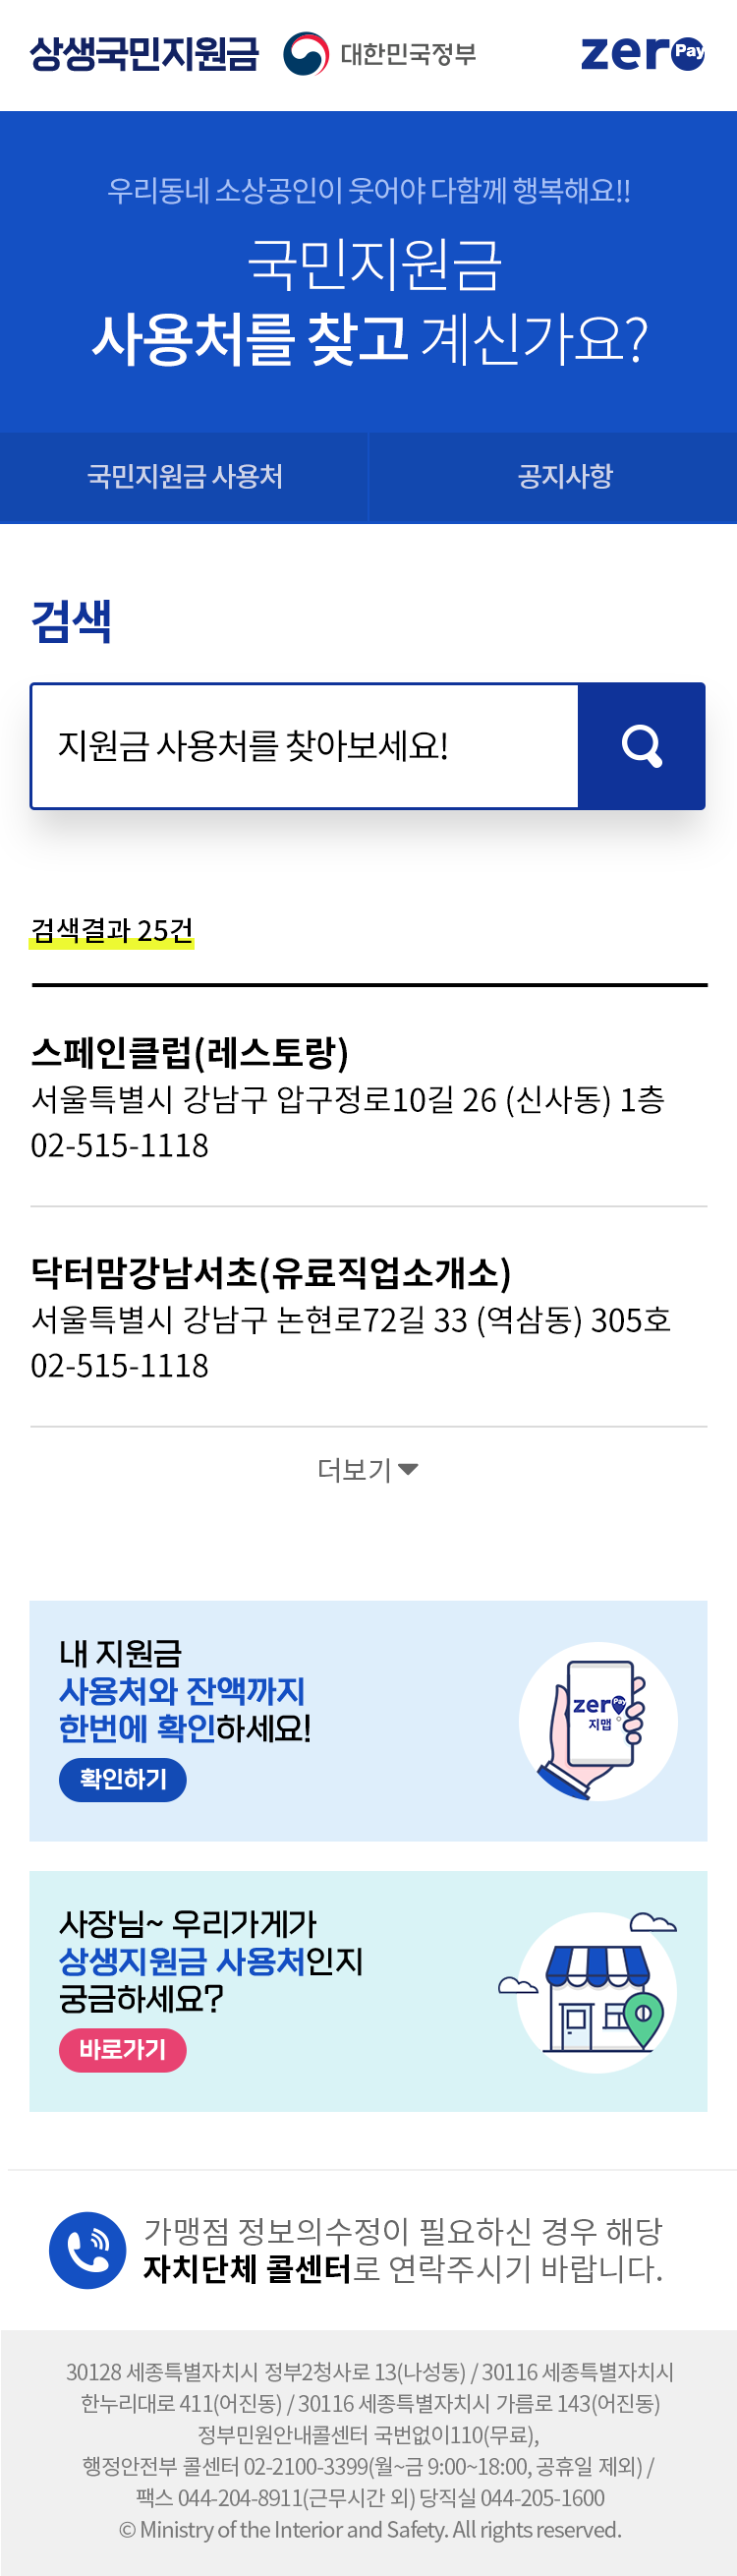 상생국민지원금 대한민국정부 zero Pay
우리동네 소상공인이 웃어야 다함께 행복해요!!
국민지원금
사용처를 찾고 계신가요?
국민지원금 사용처 공지사항
검색
지원금 사용처를 찾아보세요!
검색결과 25건
스페인클럽(레스토랑)
서울특별시 강남구 압구정로10길 26 (신사동) 1층
02-515-1118
닥터맘강남서초(유료직업소개소)
서울특별시 강남구 논현로72길 33 (역삼동) 305호
02-515-1118
더보기
내 지원금
사용처와 잔액까지
한번에 확인하세요!
확인하기
zero Pay
지맵
사장님~ 우리가게가
상생지원금 사용처인지
궁금하세요?
바로가기
가맹점 정보의수정이 필요하신 경우 해당
자치단체 콜센터로 연락주시기 바랍니다.
30128 세종특별자치시 정부2청사로 13(나성동) / 30116 세종특별자치시
한누리대로 411(어진동) / 30116 세종특별자치시 가름로 143(어진동)
정부민원안내콜센터 국번없이110(무료),
행정안전부 콜센터 02-2100-3399(월~금 9:00~18:00, 공휴일 제외) /
팩스 044-204-8911(근무시간 외) 당직실 044-205-1600
© Ministry of the Interior and Safety. All rights reserved.